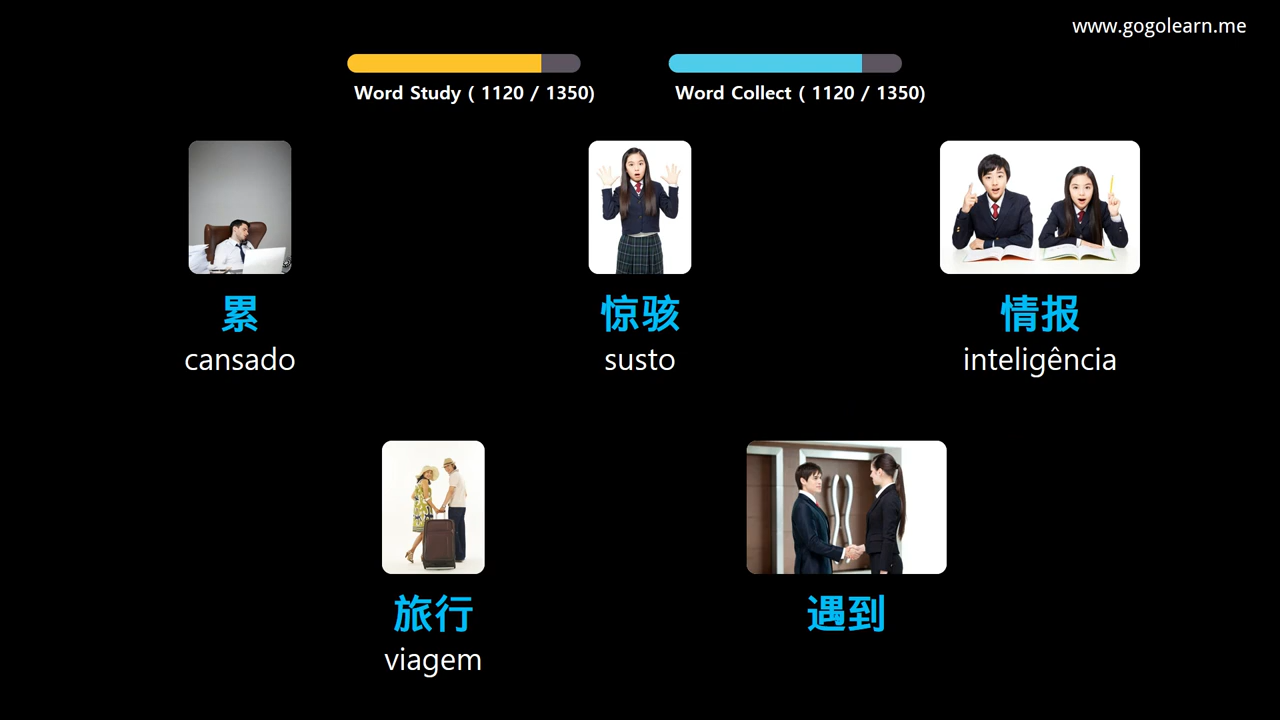 www.gogolearn.me
Word Study ( 1120 / 1350)
Word Collect ( 1120 / 1350)
累
cansado
惊骇
susto
情报
inteligência
旅行
viagem
遇到